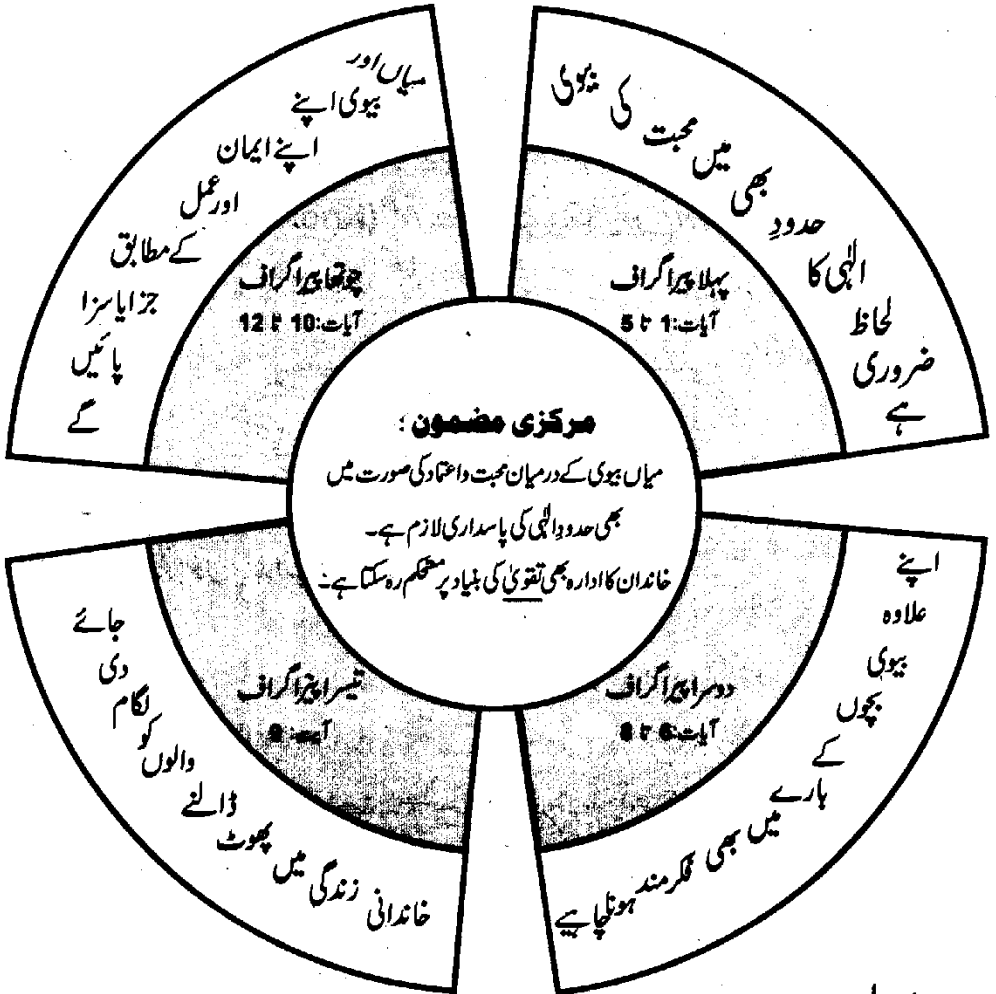 مرکزی مضمون :
میاں بیوی کے درمیان محبت و اعتماد کی صورت میں
بھی حدودِ الٰہی کی پاسداری لازم ہے۔
خاندان کا ادارہ بھی تقویٰ کی بنیاد پر مستحکم رہ سکتا ہے۔
پہلا پیراگراف
آیات:1 تا 5
بیوی کی محبت میں بھی حدودِ الٰہی کا لحاظ ضروری ہے
دوسرا پیراگراف
آیات:6 تا 8
اپنے علاوہ بیوی بچوں کے بارے میں بھی فکرمند ہونا چاہیے
تیسرا پیراگراف
آیت: 9
خاندانی زندگی میں پھوٹ ڈالنے والوں کو لگام دی جائے
چوتھا پیراگراف
آیات:10 تا 12
میاں اور بیوی اپنے اپنے ایمان اور عمل کے مطابق جزا یا سزا پائیں گے